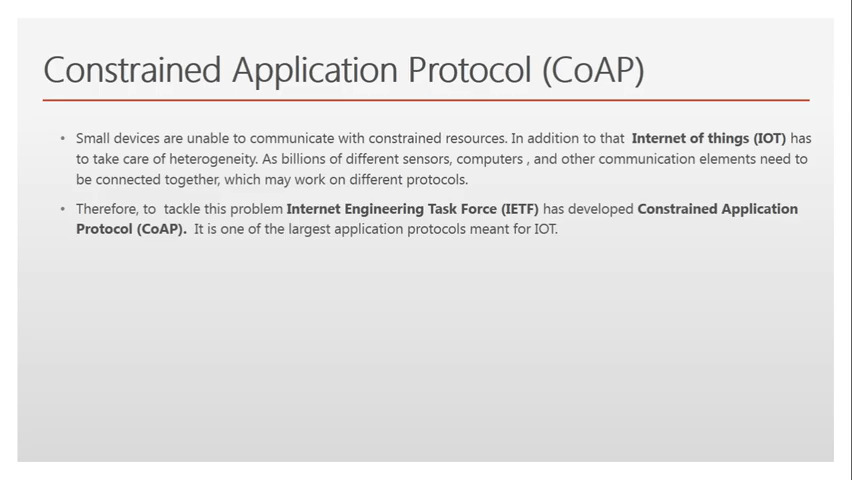 Constrained Application Protocol (CoAP)
• Small devices are unable to communicate with constrained resources. In addition to that Internet of things (IOT) has
to take care of heterogeneity. As billions of different sensors, computers , and other communication elements need to
be connected together, which may work on different protocols.
• Therefore, to tackle this problem Internet Engineering Task Force (IETF) has developed Constrained Application
Protocol (CoAP). It is one of the largest application protocols meant for IOT.